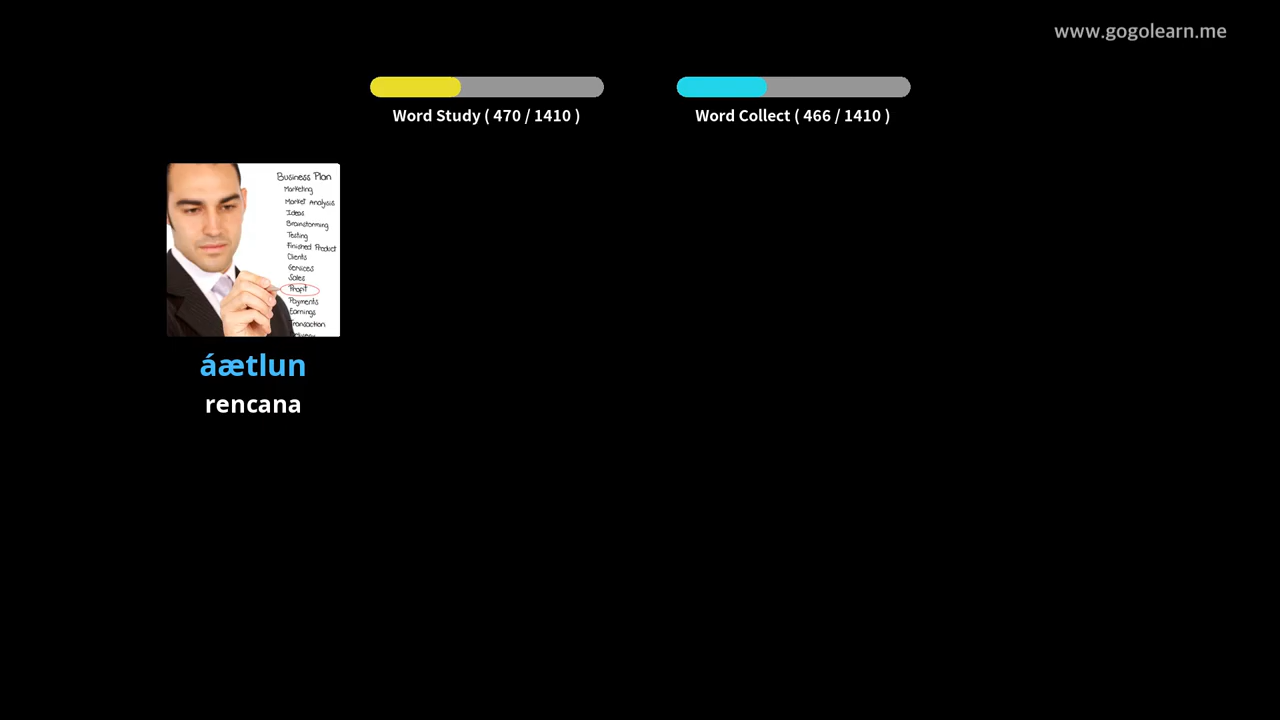 www.gogolearn.me
Word Study ( 470 / 1410 )
Word Collect ( 466 / 1410 )
Business Plan
Marketing
Market Analysis
Ideas
Brainstorming
Testing
Finished Product
Clients
Services
Sales
Profit
Payments
Earnings
Transaction
áætlun
rencana